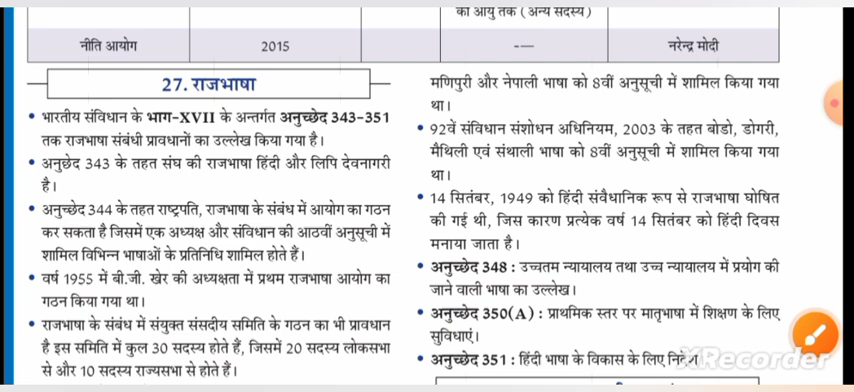 की आयु तक (अन्य सदस्य)
नीति आयोग 2015 -— नरेन्द्र मोदी
27. राजभाषा
• भारतीय संविधान के भाग-XVII के अन्तर्गत अनुच्छेद 343-351
तक राजभाषा संबंधी प्रावधानों का उल्लेख किया गया है।
• अनुछेद 343 के तहत संघ की राजभाषा हिंदी और लिपि देवनागरी
है।
• अनुच्छेद 344 के तहत राष्ट्रपति, राजभाषा के संबंध में आयोग का गठन
कर सकता है जिसमें एक अध्यक्ष और संविधान की आठवीं अनुसूची में
शामिल विभिन्न भाषाओं के प्रतिनिधि शामिल होते हैं।
• वर्ष 1955 में बी.जी. खेर की अध्यक्षता में प्रथम राजभाषा आयोग का
गठन किया गया था।
• राजभाषा के संबंध में संयुक्त संसदीय समिति के गठन का भी प्रावधान
है इस समिति में कुल 30 सदस्य होते हैं, जिसमें 20 सदस्य लोकसभा
से और 10 सदस्य राज्यसभा से होते हैं।
मणिपुरी और नेपाली भाषा को 8वीं अनुसूची में शामिल किया गया
था।
• 92वें संविधान संशोधन अधिनियम, 2003 के तहत बोडो, डोगरी,
मैथिली एवं संथाली भाषा को 8वीं अनुसूची में शामिल किया गया
था।
• 14 सितंबर, 1949 को हिंदी संवैधानिक रूप से राजभाषा घोषित
की गई थी, जिस कारण प्रत्येक वर्ष 14 सितंबर को हिंदी दिवस
मनाया जाता है।
• अनुच्छेद 348 : उच्चतम न्यायालय तथा उच्च न्यायालय में प्रयोग की
जाने वाली भाषा का उल्लेख।
• अनुच्छेद 350(A) : प्राथमिक स्तर पर मातृभाषा में शिक्षण के लिए
सुविधाएं।
• अनुच्छेद 351 : हिंदी भाषा के विकास के लिए
XRecorder